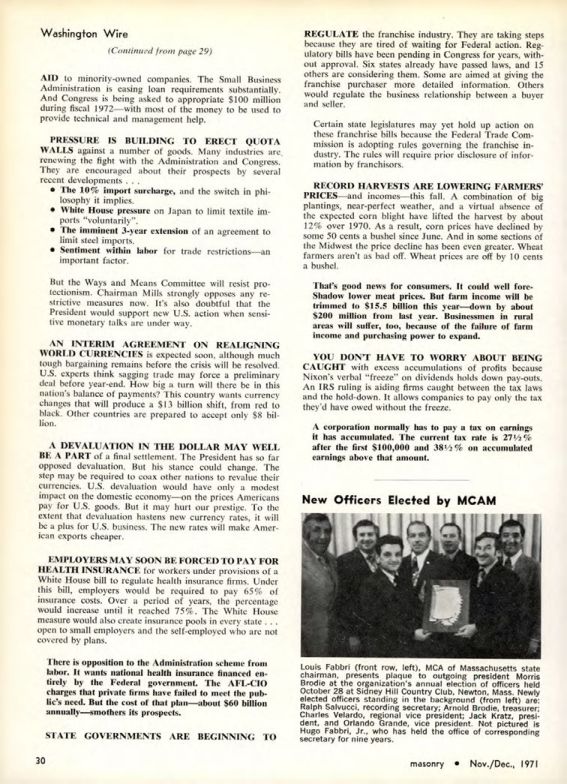 Washington Wire
(Continued from page 29)
AID to minority-owned companies. The Small Business
Administration is easing loan requirements substantially.
And Congress is being asked to appropriate $100 million
during fiscal 1972—with most of the money to be used to
provide technical and management help.
PRESSURE IS BUILDING TO ERECT QUOTA
WALLS against a number of goods. Many industries are
renewing the fight with the Administration and Congress.
They are encouraged about their prospects by several
recent developments . . .
• The 10% import surcharge, and the switch in phi-
losophy it implies.
• White House pressure on Japan to limit textile im-
ports "voluntarily".
• The imminent 3-year extension of an agreement to
limit steel imports.
• Sentiment within labor for trade restrictions—an
important factor.
But the Ways and Means Committee will resist pro-
tectionism. Chairman Mills strongly opposes any re-
strictive measures now. It's also doubtful that the
President would support new U.S. action when sensi-
tive monetary talks are under way.
AN INTERIM AGREEMENT ON REALIGNING
WORLD CURRENCIES is expected soon, although much
tough bargaining remains before the crisis will be resolved.
U.S. experts think sagging trade may force a preliminary
deal before year-end. How big a turn will there be in this
nation's balance of payments? This country wants currency
changes that will produce a $13 billion shift, from red to
black. Other countries are prepared to accept only $8 bil-
lion.
A DEVALUATION IN THE DOLLAR MAY WELL
BE A PART of a final settlement. The President has so far
opposed devaluation. But his stance could change. The
step may be required to coax other nations to revalue their
currencies. U.S. devaluation would have only a modest
impact on the domestic economy—on the prices Americans
pay for U.S. goods. But it may hurt our prestige. To the
extent that devaluation hastens new currency rates, it will
be a plus for U.S. business. The new rates will make Amer-
ican exports cheaper.
EMPLOYERS MAY SOON BE FORCED TO PAY FOR
HEALTH INSURANCE for workers under provisions of a
White House bill to regulate health insurance firms. Under
this bill, employers would be required to pay 65% of
insurance costs. Over a period of years, the percentage
would increase until it reached 75%. The White House
measure would also create insurance pools in every state . . .
open to small employers and the self-employed who are not
covered by plans.
There is opposition to the Administration scheme from
labor. It wants national health insurance financed en-
tirely by the Federal government. The AFL-CIO
charges that private firms have failed to meet the pub-
lic's need. But the cost of that plan—about $60 billion
annually—smothers its prospects.
STATE GOVERNMENTS ARE BEGINNING TO
REGULATE the franchise industry. They are taking steps
because they are tired of waiting for Federal action. Reg-
ulatory bills have been pending in Congress for years, with-
out approval. Six states already have passed laws, and 15
others are considering them. Some are aimed at giving the
franchise purchaser more detailed information. Others
would regulate the business relationship between a buyer
and seller.
Certain state legislatures may yet hold up action on
these franchise bills because the Federal Trade Com-
mission is adopting rules governing the franchise in-
dustry. The rules will require prior disclosure of infor-
mation by franchisors.
RECORD HARVESTS ARE LOWERING FARMERS'
PRICES—and incomes—this fall. A combination of big
plantings, near-perfect weather, and a virtual absence of
the expected corn blight have lifted the harvest by about
12% over 1970. As a result, corn prices have declined by
some 50 cents a bushel since June. And in some sections of
the Midwest the price decline has been even greater. Wheat
farmers aren't as bad off. Wheat prices are off by 10 cents
a bushel.
That's good news for consumers. It could well fore-
Shadow lower meat prices. But farm income will be
trimmed to $15.5 billion this year—down by about
$200 million from last year. Businessmen in rural
areas will suffer, too, because of the failure of farm
income and purchasing power to expand.
YOU DON'T HAVE TO WORRY ABOUT BEING
CAUGHT with excess accumulations of profits because
Nixon's verbal "freeze" on dividends holds down pay-outs.
An IRS ruling is aiding firms caught between the tax laws
and the hold-down. It allows companies to pay only the tax
they'd have owed without the freeze.
A corporation normally has to pay a tax on earnings
it has accumulated. The current tax rate is 27½%
after the first $100,000 and 38½% on accumulated
earnings above that amount.
New Officers Elected by MCAM
Louis Fabbri (front row, left), MCA of Massachusetts state
chairman, presents plaque to outgoing president Morris
Brodie at the organization's annual election of officers held
October 28 at Sidney Hill Country Club, Newton, Mass. Newly
elected officers standing in the background (from left) are:
Ralph Salvucci, recording secretary; Arnold Brodie, treasurer;
Charles Velardo, regional vice president; Jack Kratz, presi-
dent, and Orlando Grande, vice president. Not pictured is
Hugo Fabbri, Jr., who has held the office of corresponding
secretary for nine years.
30
masonry • Nov./Dec., 1971